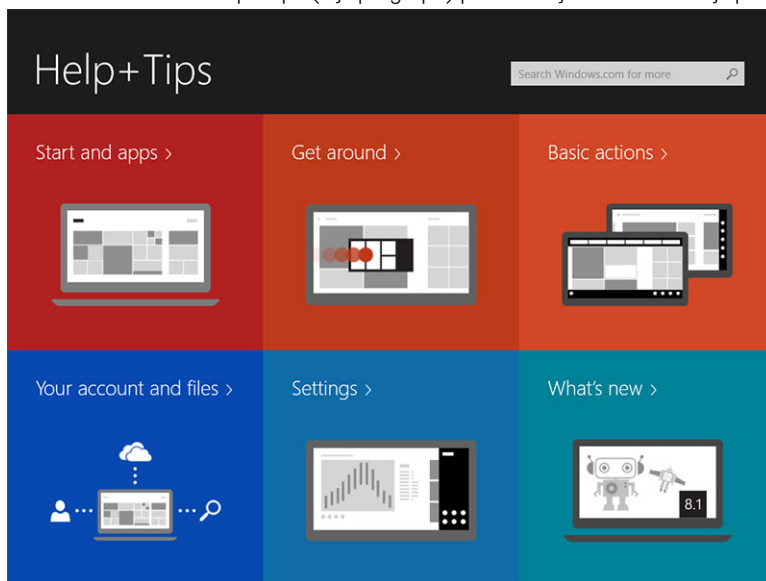 Help+Tips
Search Windows.com for more
Start and apps >
Get around >
Basic actions >
Your account and files >
Settings >
What's new >
8.1